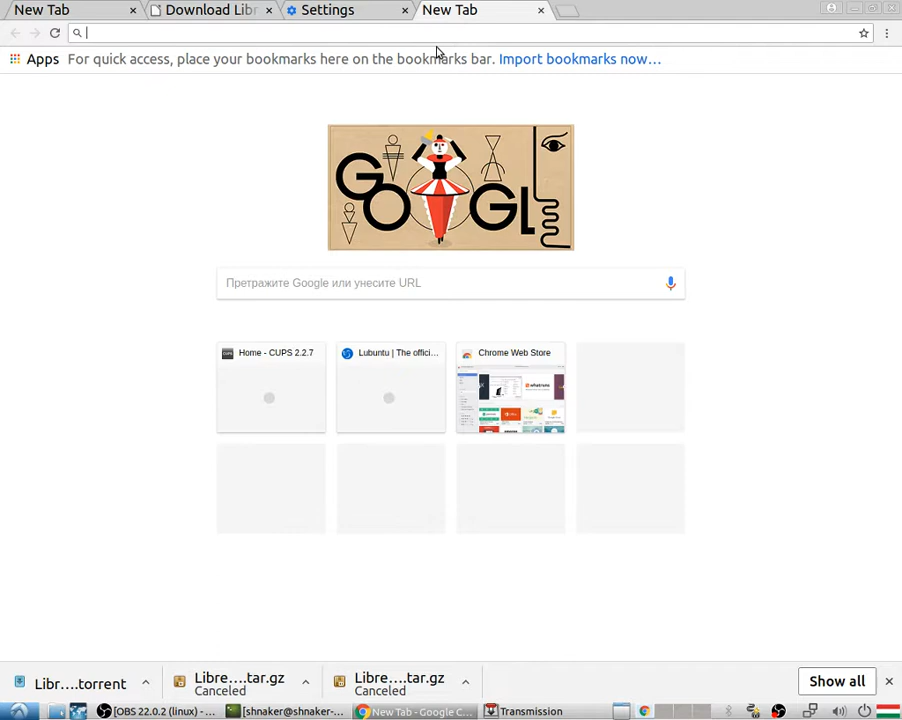 New Tab
Download Libr
Settings
New Tab
Apps
For quick access, place your bookmarks here on the bookmarks bar. Import bookmarks now…
GOOGL
Претражите Google или унесите URL
Home - CUPS 2.2.7
Lubuntu | The offici...
Chrome Web Store
Libr….torrent
Libre….tar.gz
Canceled
Libre….tar.gz
Canceled
Show all
[OBS 22.0.2 (linux) - ...
[shnaker@shnaker-...
New Tab - Google C...
Transmission